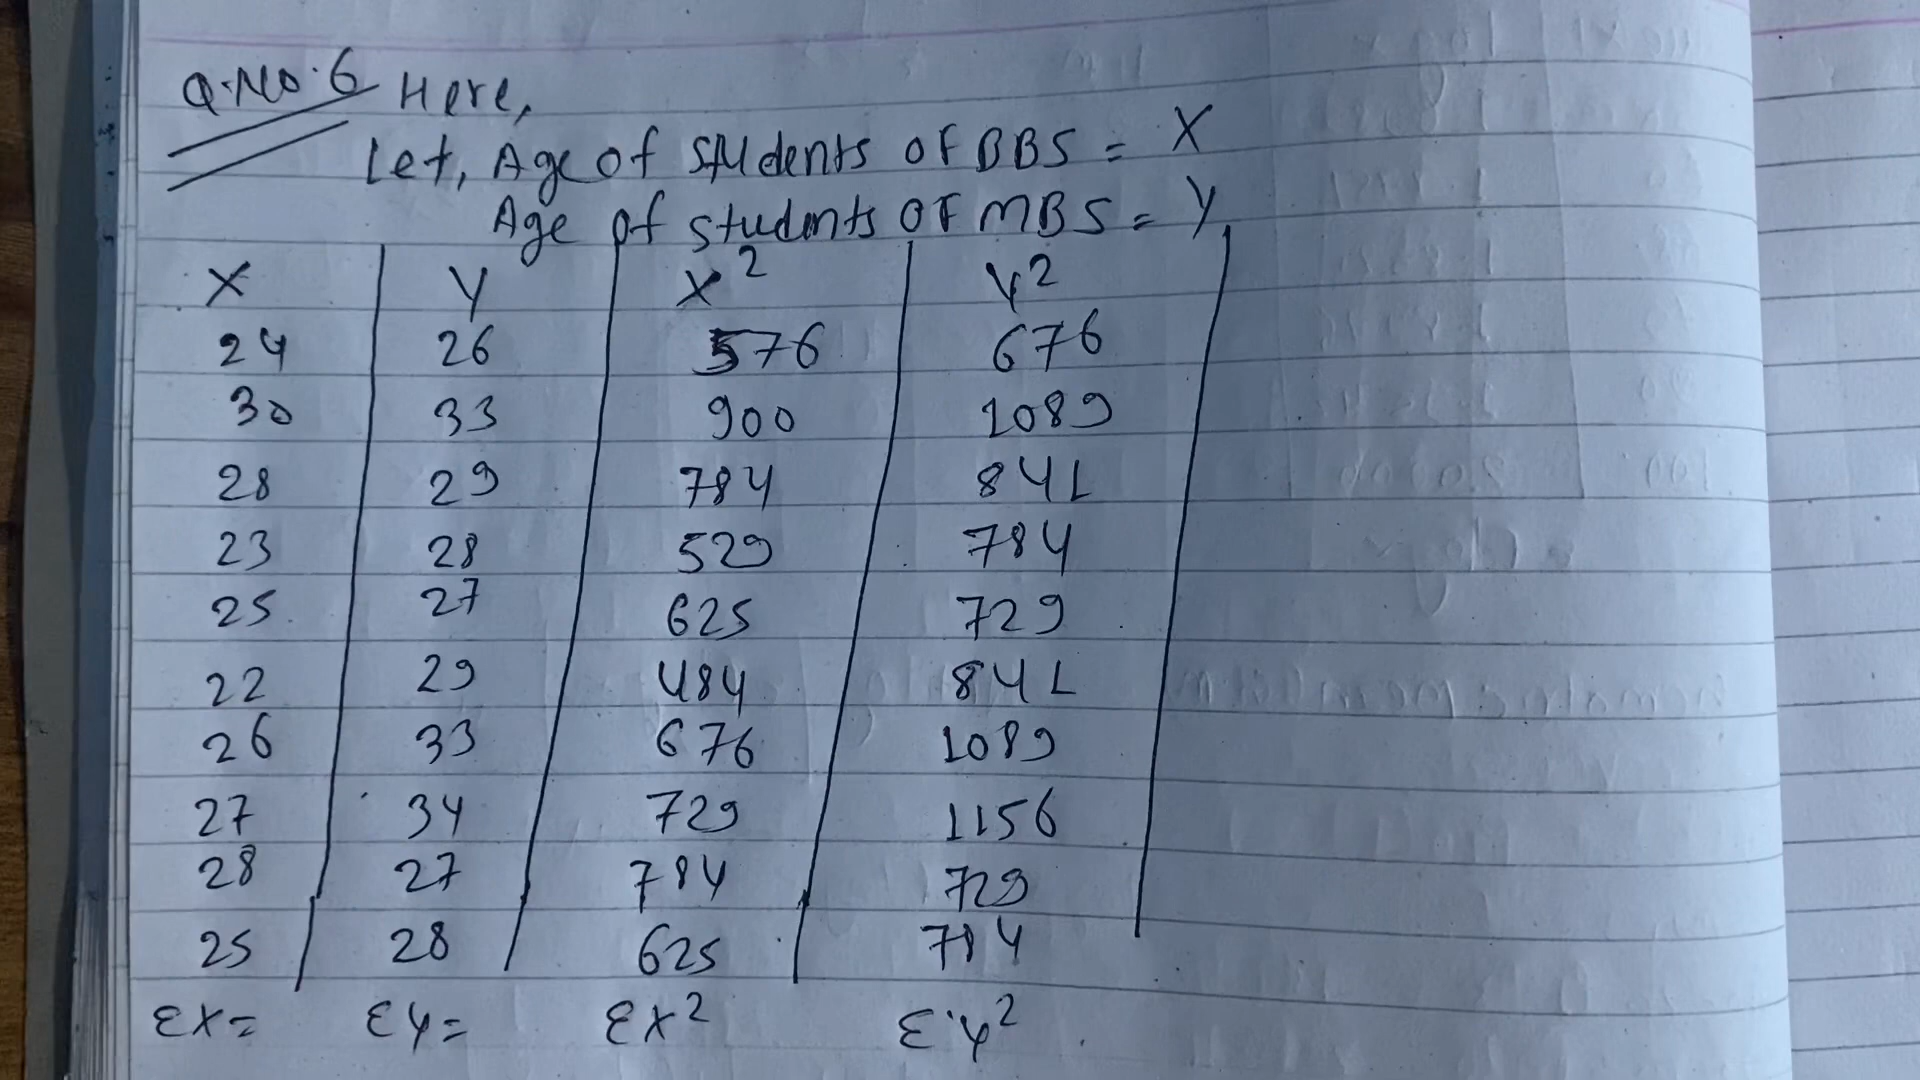 Q.No.6 Here,
Let, Age of students OF BBS = X
Age of students OF MBS = Y
X Y X² Y²
24 26 576 676
30 33 900 1089
28 29 784 841
23 28 529 784
25 27 625 729
22 29 484 841
26 33 676 1089
27 34 729 1156
28 27 784 729
25 28 625 784
ΣX= ΣY= ΣX² ΣY²